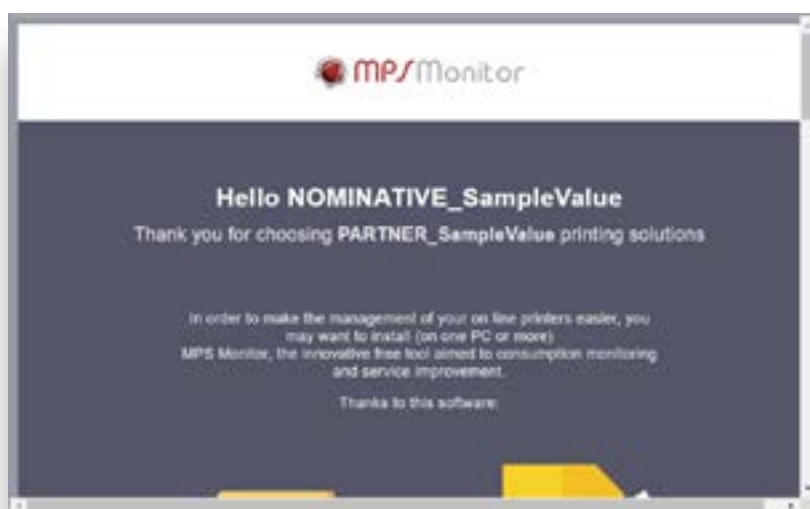 MPS Monitor
Hello NOMINATIVE_SampleValue
Thank you for choosing PARTNER_SampleValue printing solutions
In order to make the management of your on line printers easier, you
may want to install (on one PC or more)
MPS Monitor, the innovative free tool aimed to consumption monitoring
and service improvement.
Thanks to this software: